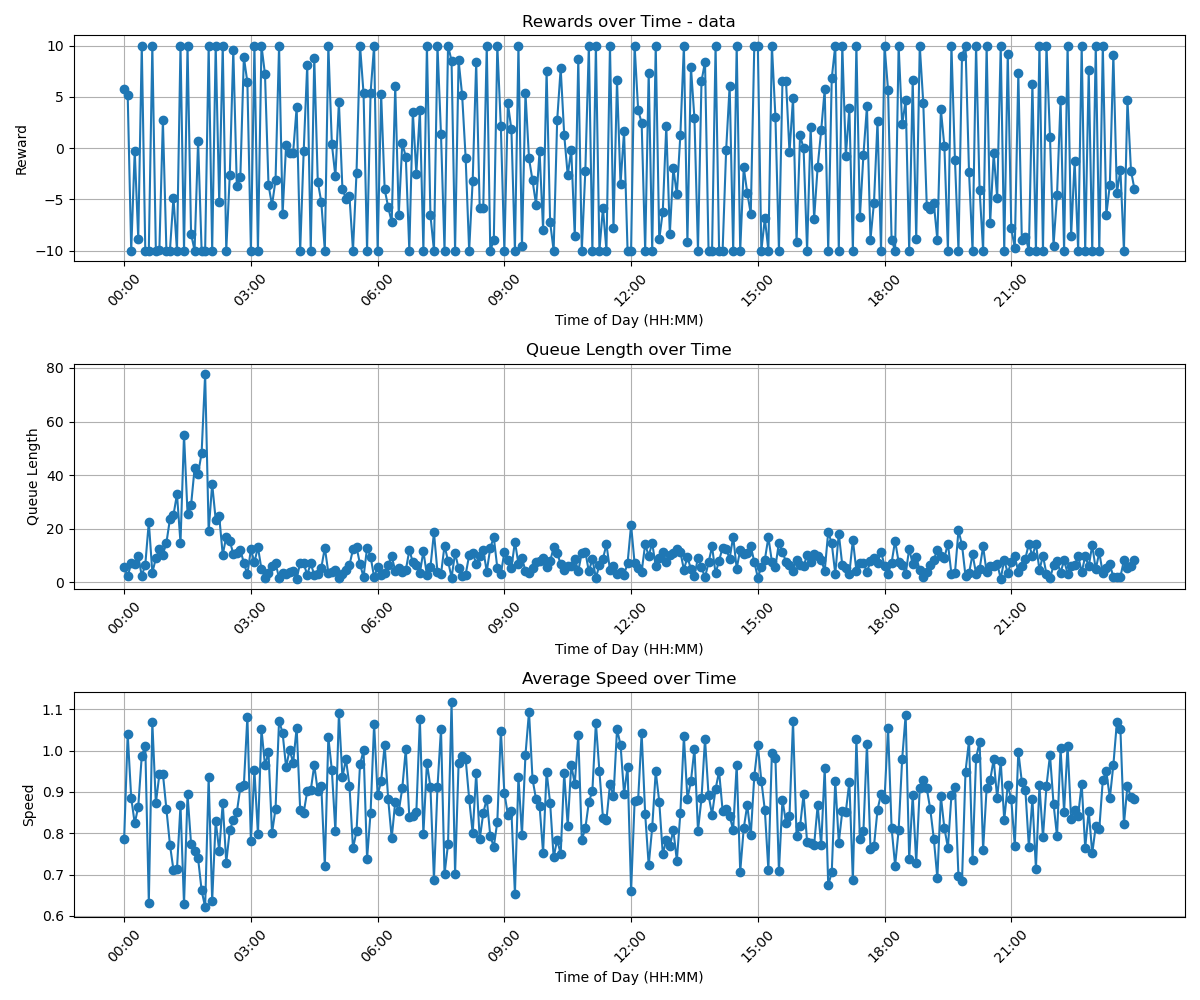 Rewards over Time - data
10
5
0
−5
−10
Reward
00:00 03:00 06:00 09:00 12:00 15:00 18:00 21:00
Time of Day (HH:MM)
Queue Length over Time
80
60
40
20
0
Queue Length
00:00 03:00 06:00 09:00 12:00 15:00 18:00 21:00
Time of Day (HH:MM)
Average Speed over Time
1.1
1.0
0.9
0.8
0.7
0.6
Speed
00:00 03:00 06:00 09:00 12:00 15:00 18:00 21:00
Time of Day (HH:MM)